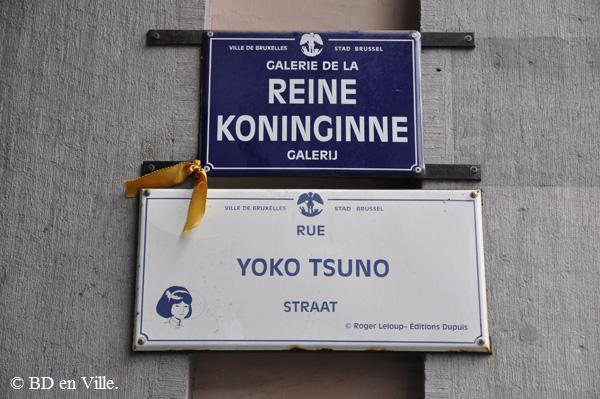 VILLE DE BRUXELLES STAD BRUSSEL
GALERIE DE LA
REINE
KONINGINNE
GALERIJ
VILLE DE BRUXELLES STAD BRUSSEL
RUE
YOKO TSUNO
STRAAT
© Roger Leloup- Éditions Dupuis
© BD en Ville.